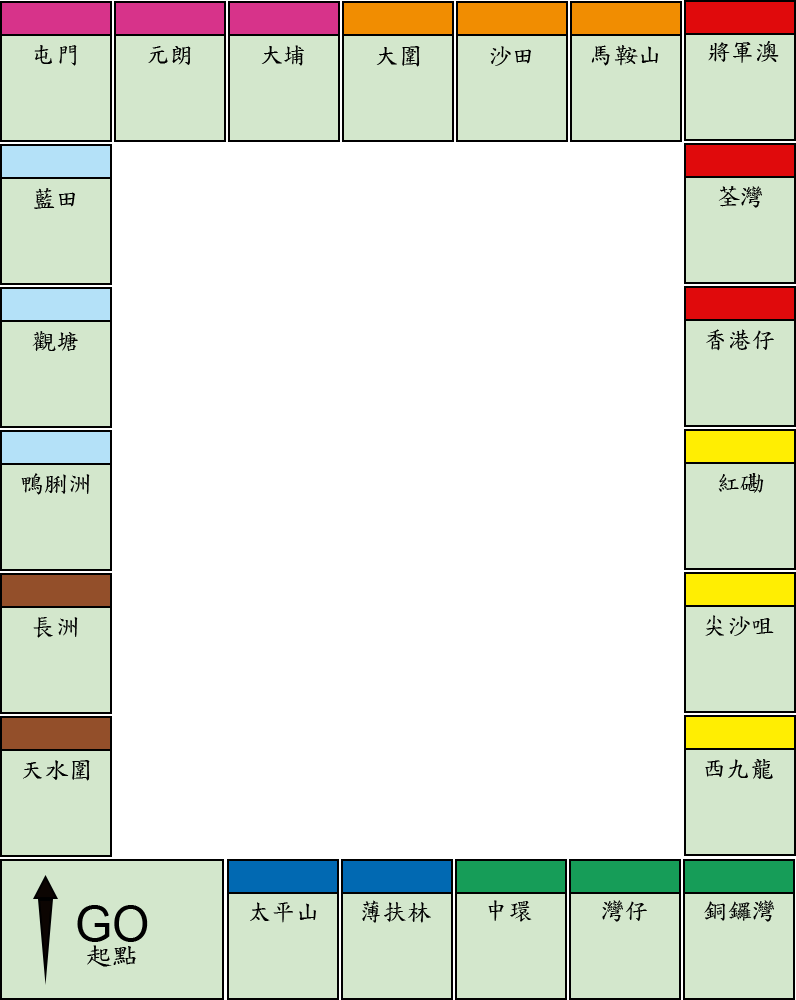 屯門
元朗
大埔
大圍
沙田
馬鞍山
將軍澳
藍田
荃灣
觀塘
香港仔
鴨脷洲
紅磡
長洲
尖沙咀
天水圍
西九龍
GO
起點
太平山
薄扶林
中環
灣仔
銅鑼灣